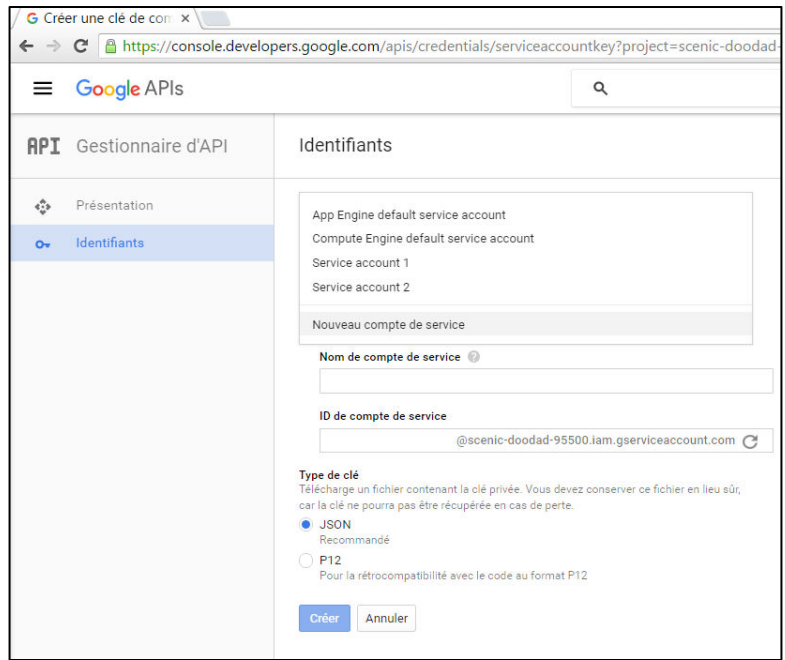 G Créer une clé de con
https://console.developers.google.com/apis/credentials/serviceaccountkey?project=scenic-doodad-
Google APIs
API Gestionnaire d'API
Identifiants
Présentation
Identifiants
App Engine default service account
Compute Engine default service account
Service account 1
Service account 2
Nouveau compte de service
Nom de compte de service
ID de compte de service
@scenic-doodad-95500.iam.gserviceaccount.com
Type de clé
Télécharge un fichier contenant la clé privée. Vous devez conserver ce fichier en lieu sûr,
car la clé ne pourra pas être récupérée en cas de perte.
JSON
Recommandé
P12
Pour la rétrocompatibilité avec le code au format P12
Créer Annuler